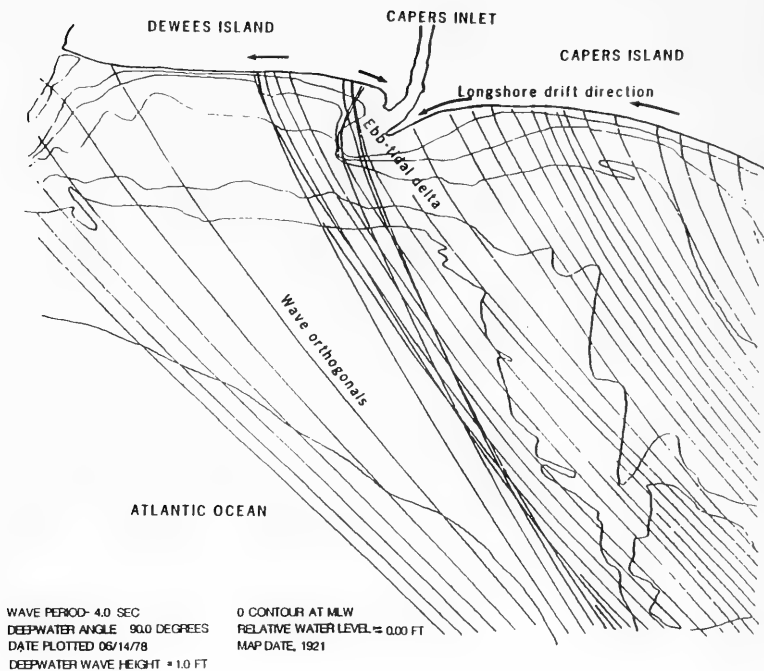 DEWEES ISLAND
CAPERS INLET
CAPERS ISLAND
Longshore drift direction
Ebb-tidal delta
Wave orthogonals
ATLANTIC OCEAN
WAVE PERIOD- 4.0 SEC
DEEPWATER ANGLE 90.0 DEGREES
DATE PLOTTED 06/14/78
DEEPWATER WAVE HEIGHT = 1.0 FT
0 CONTOUR AT MLW
RELATIVE WATER LEVEL = 0.00 FT
MAP DATE, 1921